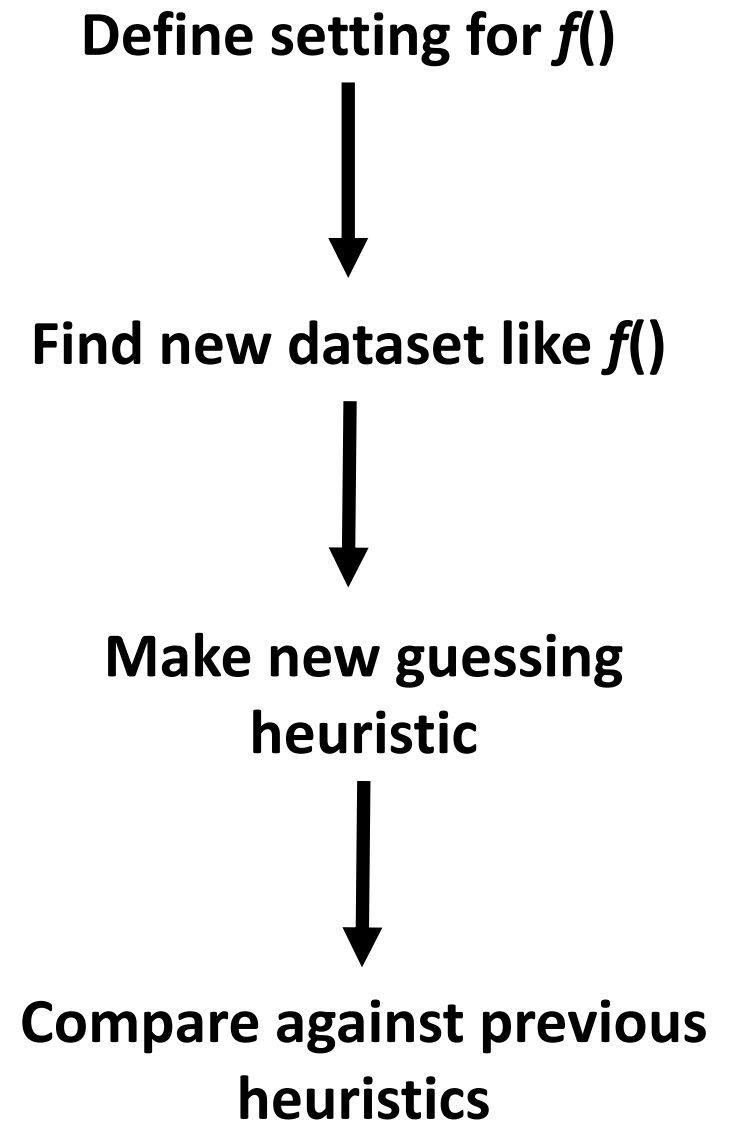 Define setting for f()
Find new dataset like f()
Make new guessing
heuristic
Compare against previous
heuristics